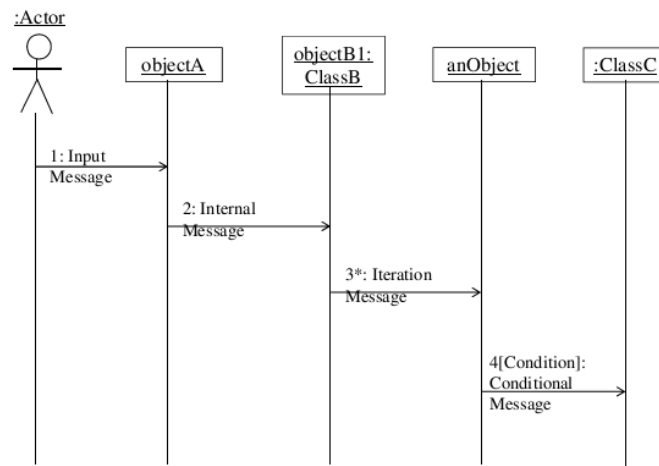 :Actor
objectA
objectB1:
ClassB
anObject
:ClassC
1: Input
Message
2: Internal
Message
3*: Iteration
Message
4[Condition]:
Conditional
Message